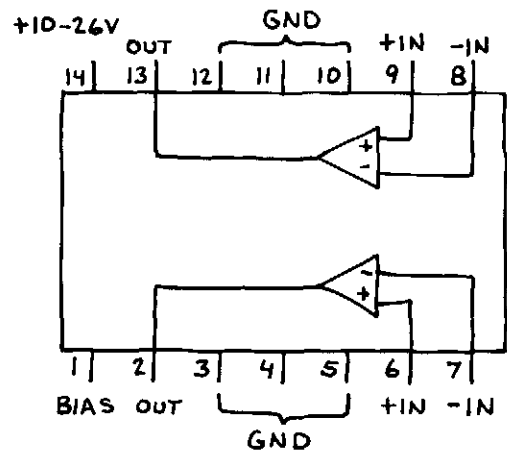 +10-26V
GND
OUT
+IN
-IN
14 13 12 11 10 9 8
+
-
-
+
1 2 3 4 5 6 7
BIAS OUT
+IN -IN
GND